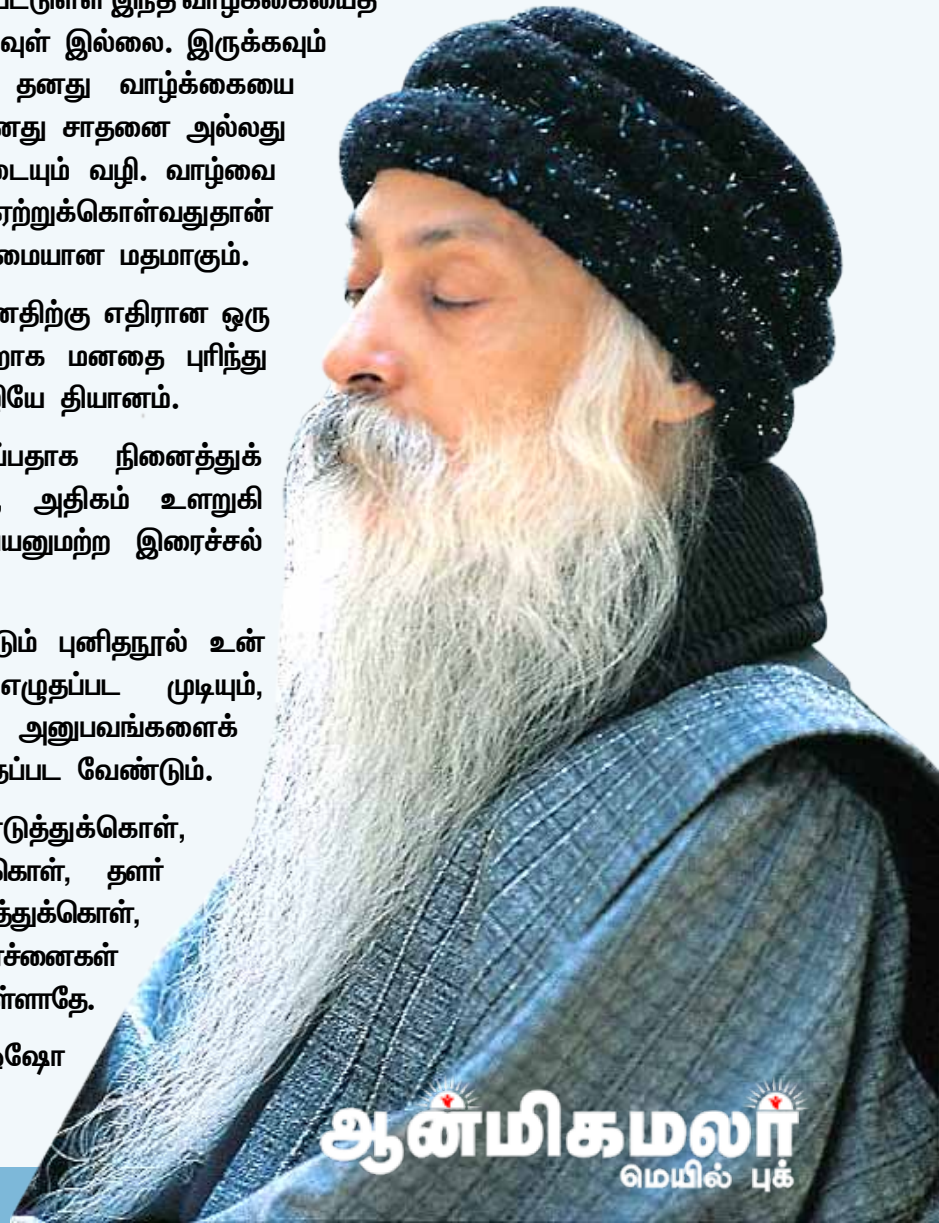 இந்த வாழ்க்கையைத்
வுள் இல்லை. இருக்கவும்
தனது வாழ்க்கையை
னது சாதனை அல்லது
டையும் வழி. வாழ்வை
ஏற்றுக்கொள்வதுதான்
மையான மதமாகும்.
னதிற்கு எதிரான ஒரு
றாக மனதை புரிந்து
ியே தியானம்.
ப்பதாக நினைத்துக்
அதிகம் உளறுகி
யனுமற்ற இரைச்சல்
டும் புனிதநூல் உன்
எழுதப்பட முடியும்,
அனுபவங்களைக்
தப்பட வேண்டும்.
டுத்துக்கொள்,
கொள், தளர்
த்துக்கொள்,
ச்னைகள்
ள்ளாதே.
ஷோ
ஆன்மிகமலர்
மெயில் புக்